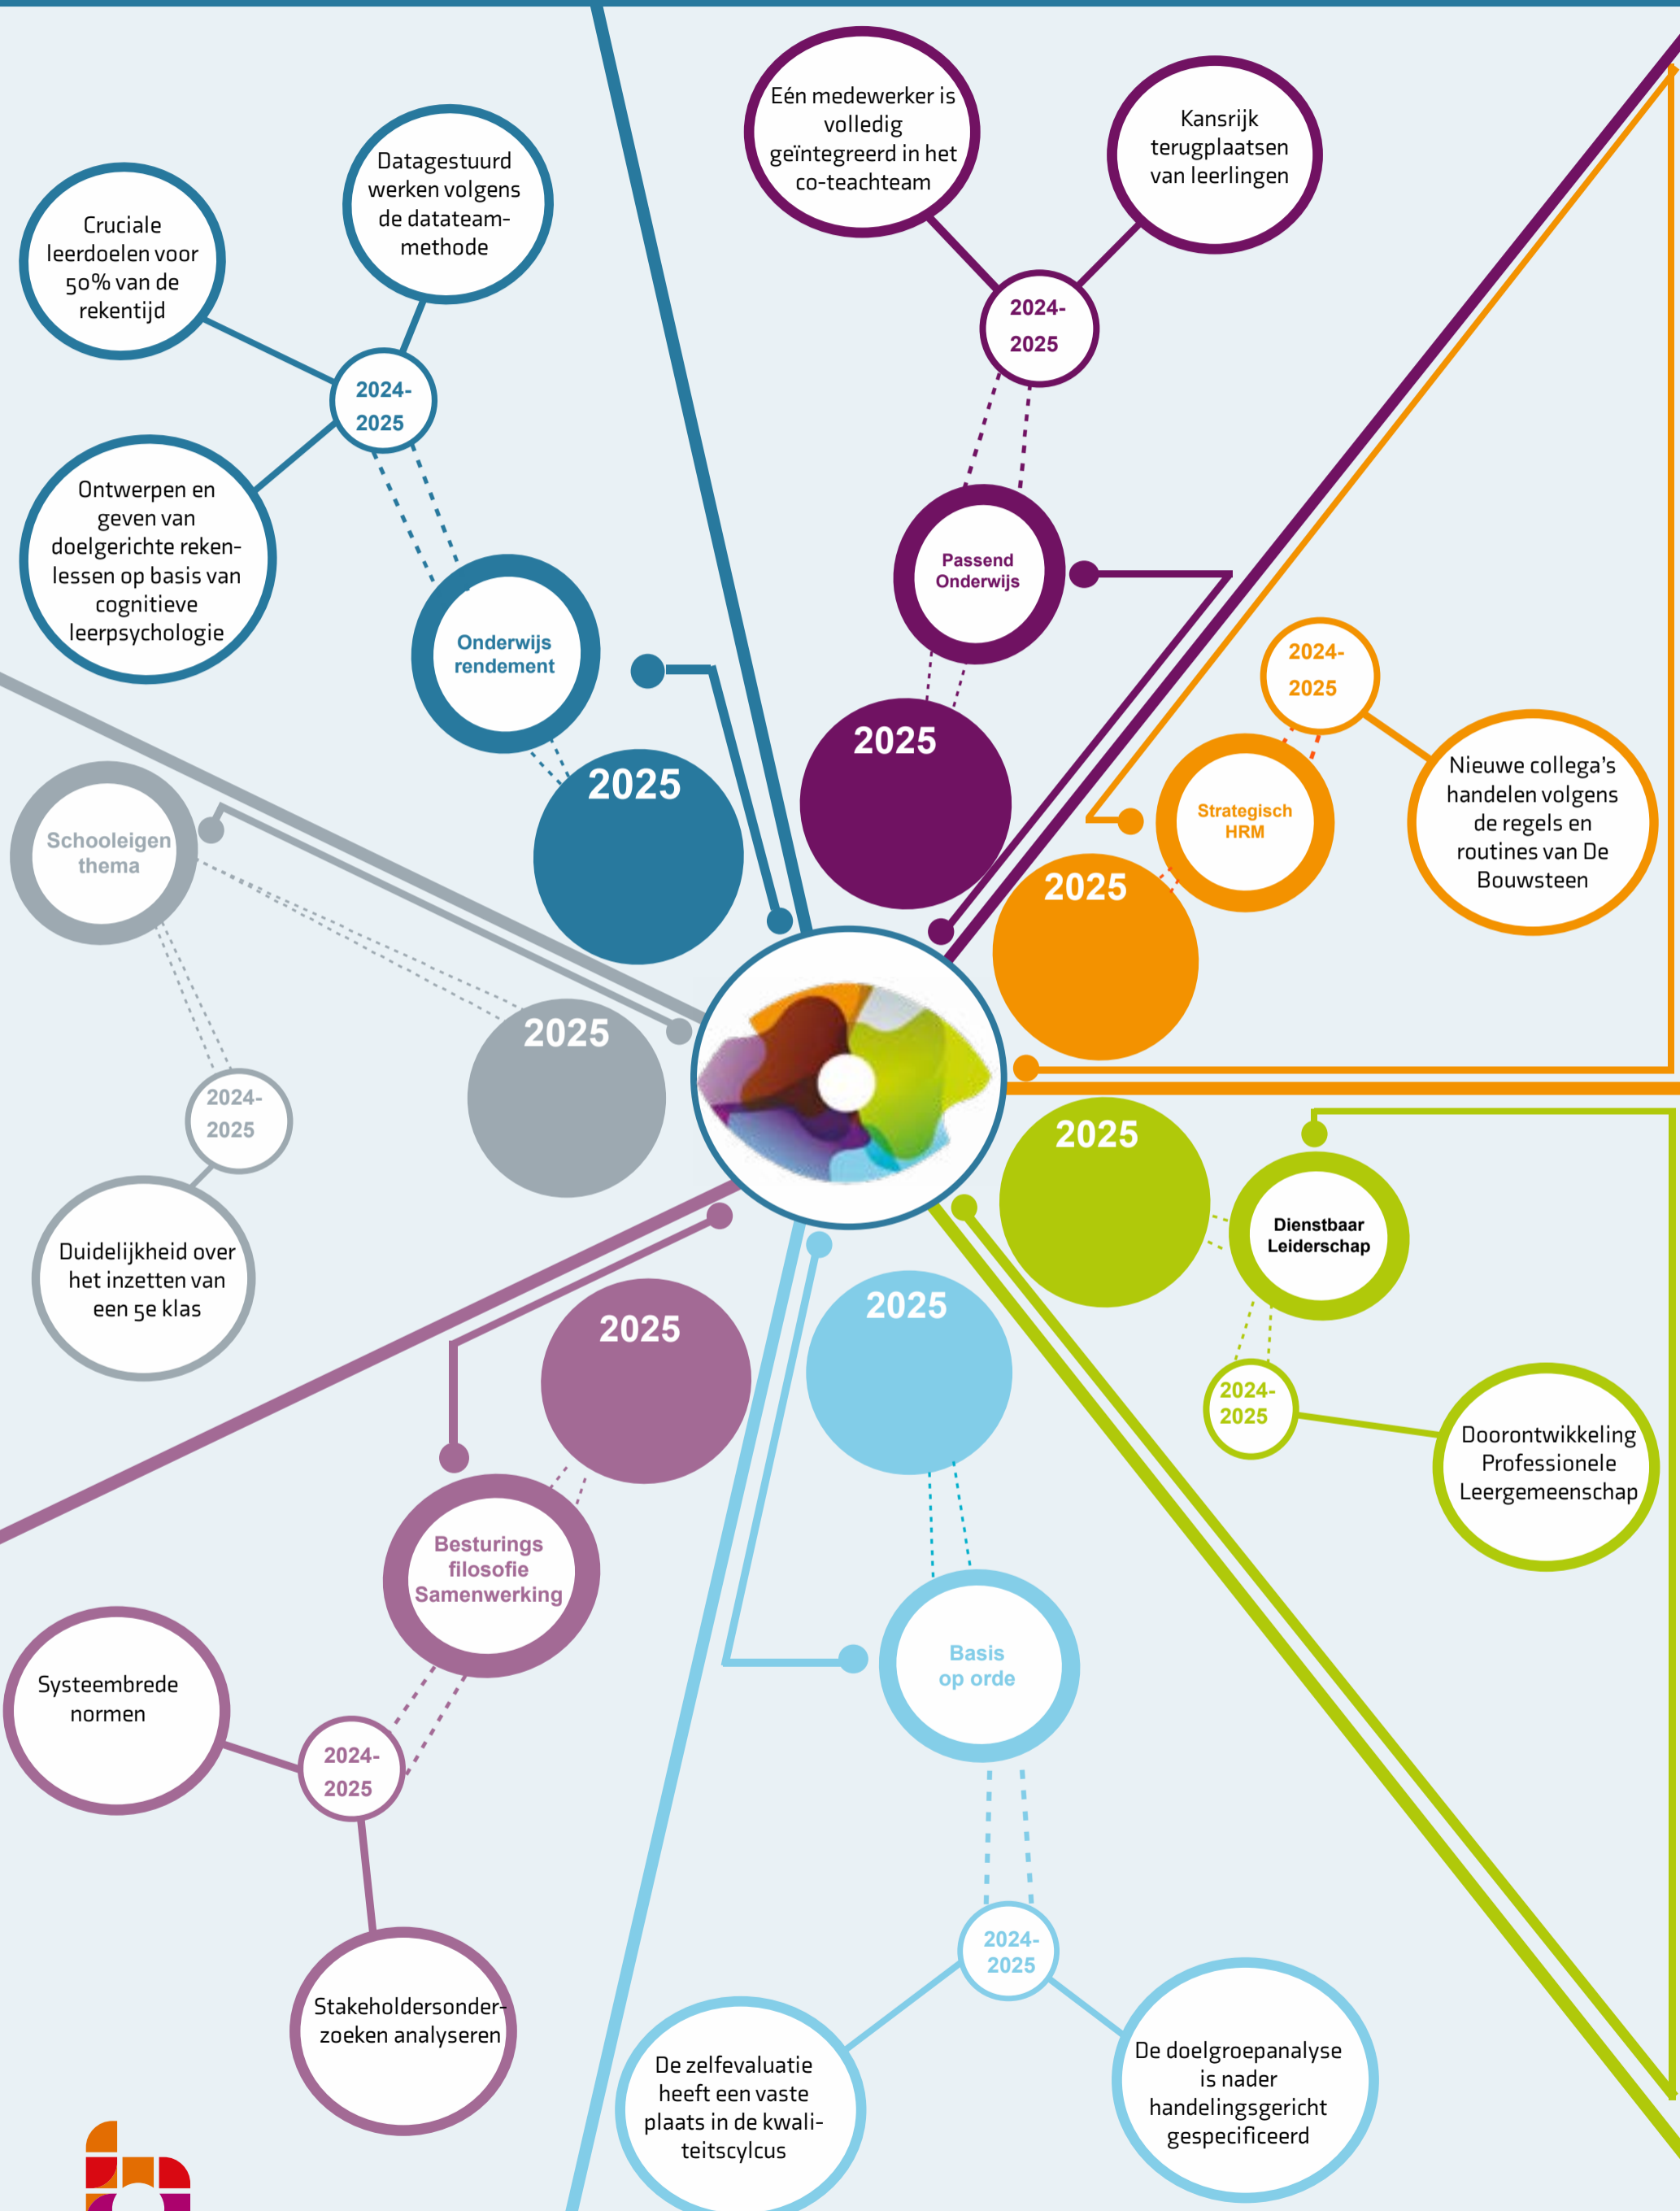 Eén medewerker is
volledig
geïntegreerd in het
co-teachteam
Kansrijk
terugplaatsen
van leerlingen
2024-
2025
Passend
Onderwijs
2025
Datagestuurd
werken volgens
de datateam-
methode
Cruciale
leerdoelen voor
50% van de
rekentijd
2024-
2025
Ontwerpen en
geven van
doelgerichte reken-
lessen op basis van
cognitieve
leerpsychologie
Onderwijs
rendement
2025
2024-
2025
Nieuwe collega's
handelen volgens
de regels en
routines van De
Bouwsteen
Strategisch
HRM
2025
Schooleigen
thema
2025
2024-
2025
Duidelijkheid over
het inzetten van
een 5e klas
2025
Dienstbaar
Leiderschap
2024-
2025
Doorontwikkeling
Professionele
Leergemeenschap
2025
Besturings
filosofie
Samenwerking
Systeembrede
normen
2024-
2025
Stakeholdersonder-
zoeken analyseren
2025
Basis
op orde
2024-
2025
De zelfevaluatie
heeft een vaste
plaats in de kwali-
teitscylcus
De doelgroepanalyse
is nader
handelingsgericht
gespecificeerd